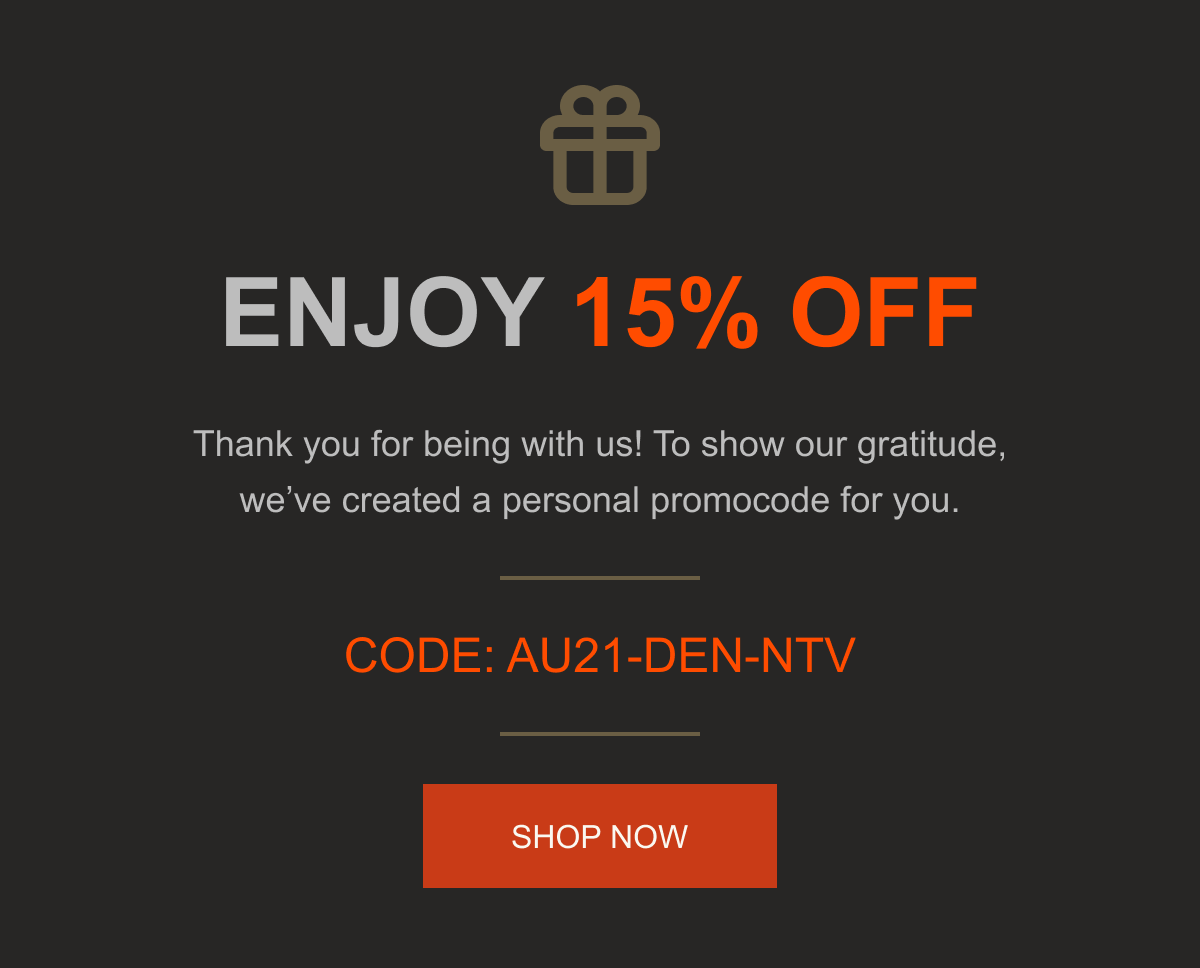 ENJOY 15% OFF
Thank you for being with us! To show our gratitude,
we’ve created a personal promocode for you.
CODE: AU21-DEN-NTV
SHOP NOW